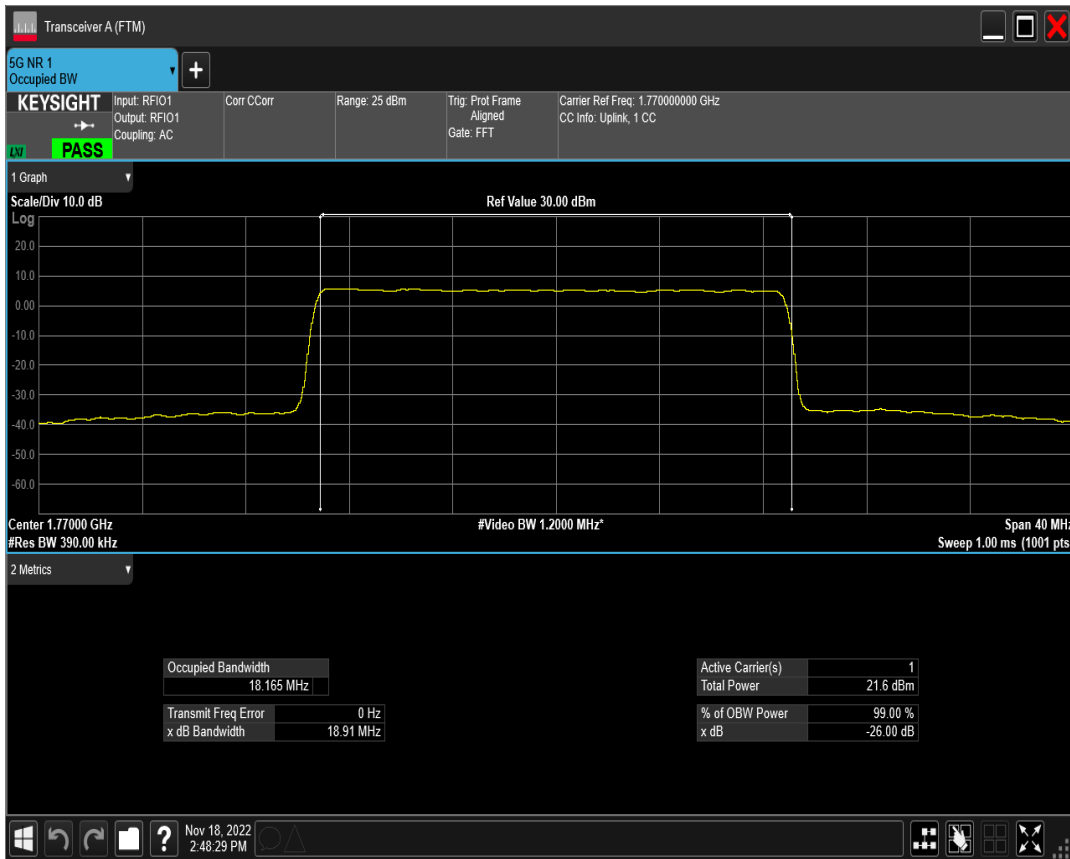 Transceiver A (FTM)
5G NR 1
Occupied BW
+
KEYSIGHT
LXI
PASS
Input: RFIO1
Output: RFIO1
Coupling: AC
Corr CCorr
Range: 25 dBm
Trig: Prot Frame
Aligned
Gate: FFT
Carrier Ref Freq: 1.770000000 GHz
CC Info: Uplink, 1 CC
1 Graph
Scale/Div 10.0 dB
Ref Value 30.00 dBm
Log
20.0
10.0
0.00
-10.0
-20.0
-30.0
-40.0
-50.0
-60.0
Center 1.77000 GHz
#Video BW 1.2000 MHz*
Span 40 MHz
#Res BW 390.00 kHz
Sweep 1.00 ms (1001 pts
2 Metrics
Occupied Bandwidth
18.165 MHz
Transmit Freq Error 0 Hz
x dB Bandwidth 18.91 MHz
Active Carrier(s) 1
Total Power 21.6 dBm
% of OBW Power 99.00 %
x dB -26.00 dB
?
Nov 18, 2022
2:48:29 PM